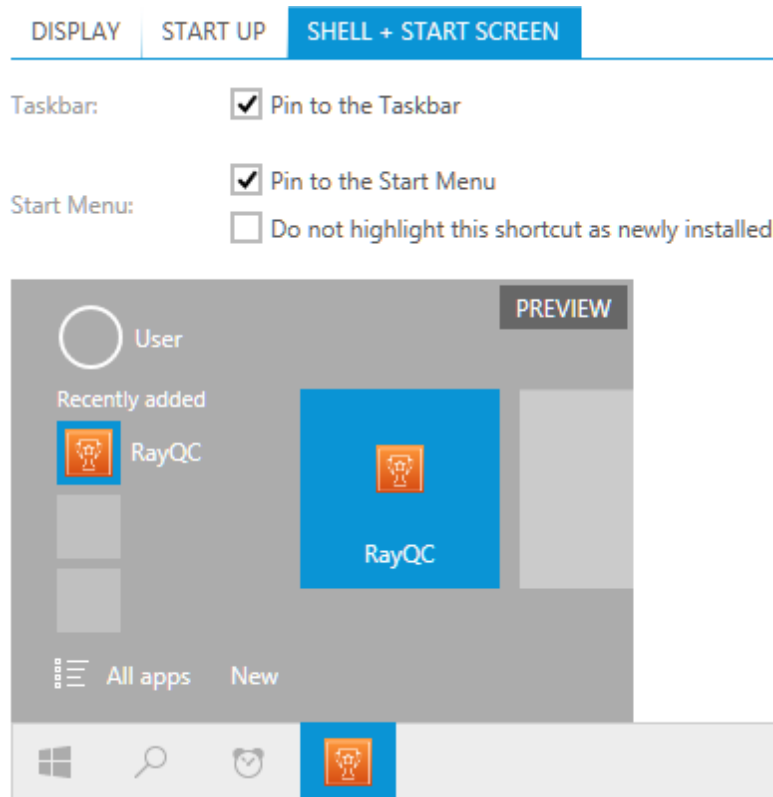 DISPLAY START UP SHELL + START SCREEN
Taskbar: Pin to the Taskbar
Pin to the Start Menu
Start Menu:
Do not highlight this shortcut as newly installed
PREVIEW
User
Recently added
RayQC
RayQC
All apps New